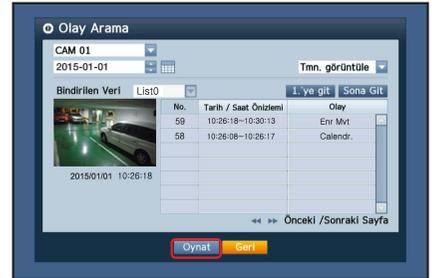 Olay Arama
CAM 01
2015-01-01 Tmn. görüntüle
Bindirilen Veri List0 1.'ye git Sona Git
No. Tarih / Saat Önizlemi Olay
59 10:26:18~10:30:13 Enr Mvt
58 10:26:08~10:26:17 Calendr.
2015/01/01 10:26:18
Önceki /Sonraki Sayfa
Oynat Geri